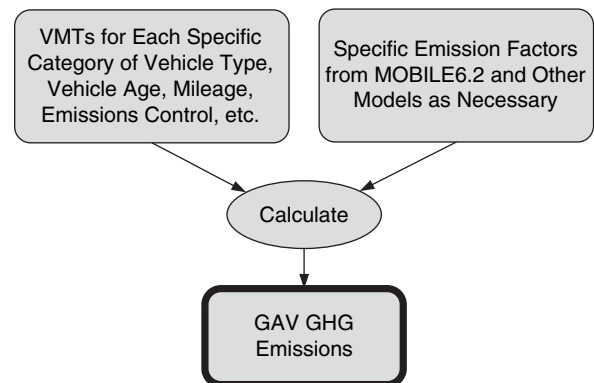 VMTs for Each Specific
Category of Vehicle Type,
Vehicle Age, Mileage,
Emissions Control, etc.
Specific Emission Factors
from MOBILE6.2 and Other
Models as Necessary
Calculate
GAV GHG
Emissions